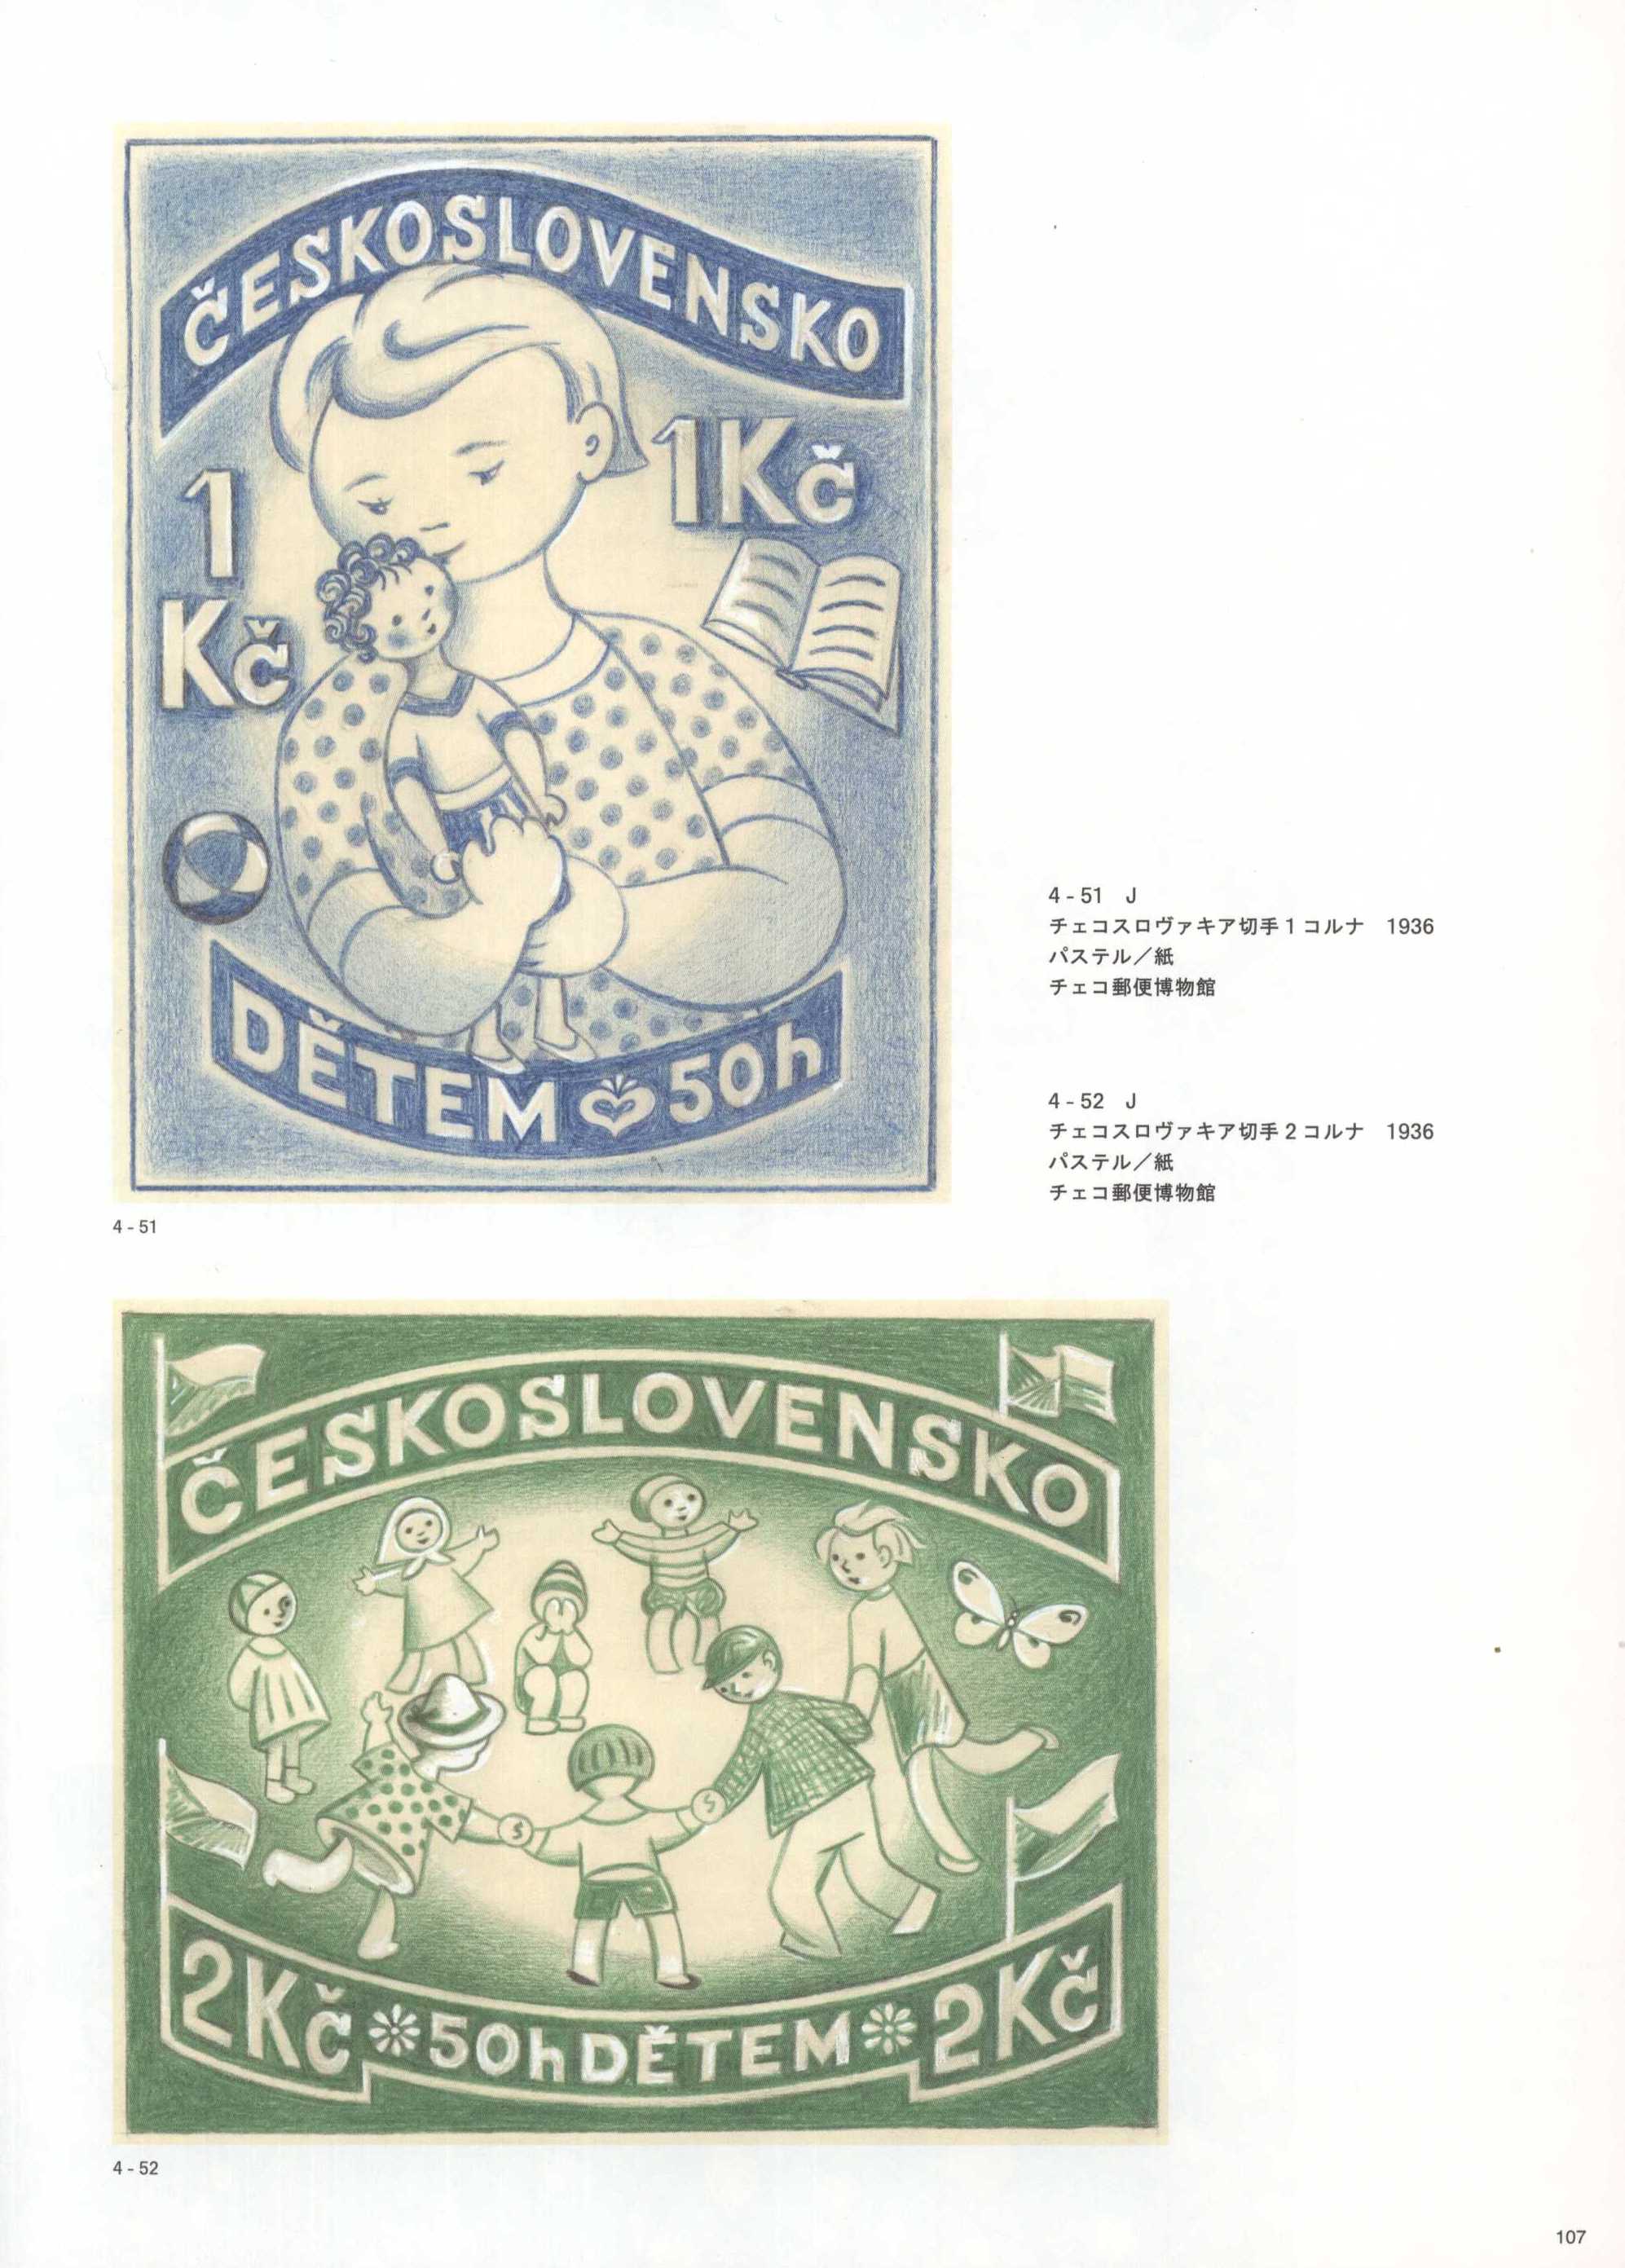 ČESKOSLOVENSKO
1Kč
1
Kč
DĚTEM 50h
4-51
4-51 J
チェコスロヴァキア切手1コルナ 1936
パステル/紙
チェコ郵便博物館
4-52 J
チェコスロヴァキア切手2コルナ 1936
パステル/紙
チェコ郵便博物館
ČESKOSLOVENSKO
S
S
2Kč 50h DĚTEM 2Kč
4-52
107